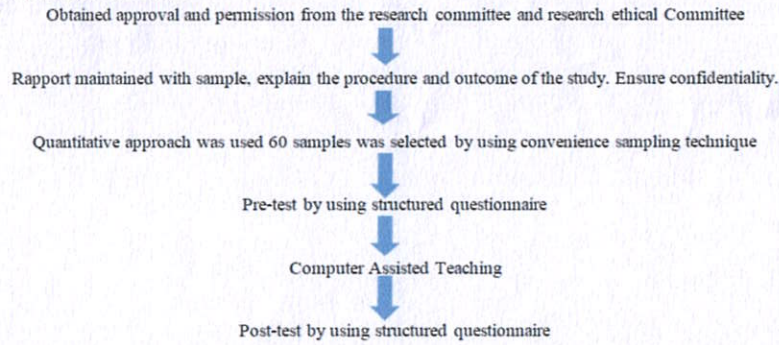 Obtained approval and permission from the research committee and research ethical Committee
Rapport maintained with sample, explain the procedure and outcome of the study. Ensure confidentiality.
Quantitative approach was used 60 samples was selected by using convenience sampling technique
Pre-test by using structured questionnaire
Computer Assisted Teaching
Post-test by using structured questionnaire